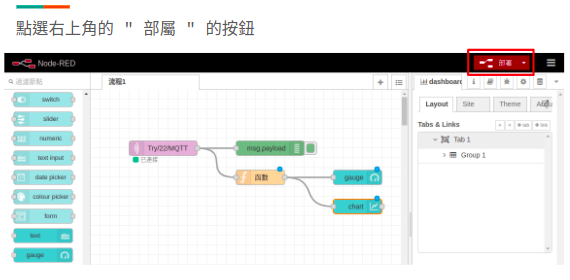 點選右上角的 " 部屬 " 的按鈕
Node-RED
部署
過濾節點
流程1
dashboard
switch
slider
numeric
text input
date picker
colour picker
form
text
gauge
Try/22/MQTT
已連接
msg.payload
函數
gauge
chart
Layout
Site
Theme
Tabs & Links
+ tab
+ link
Tab 1
Group 1